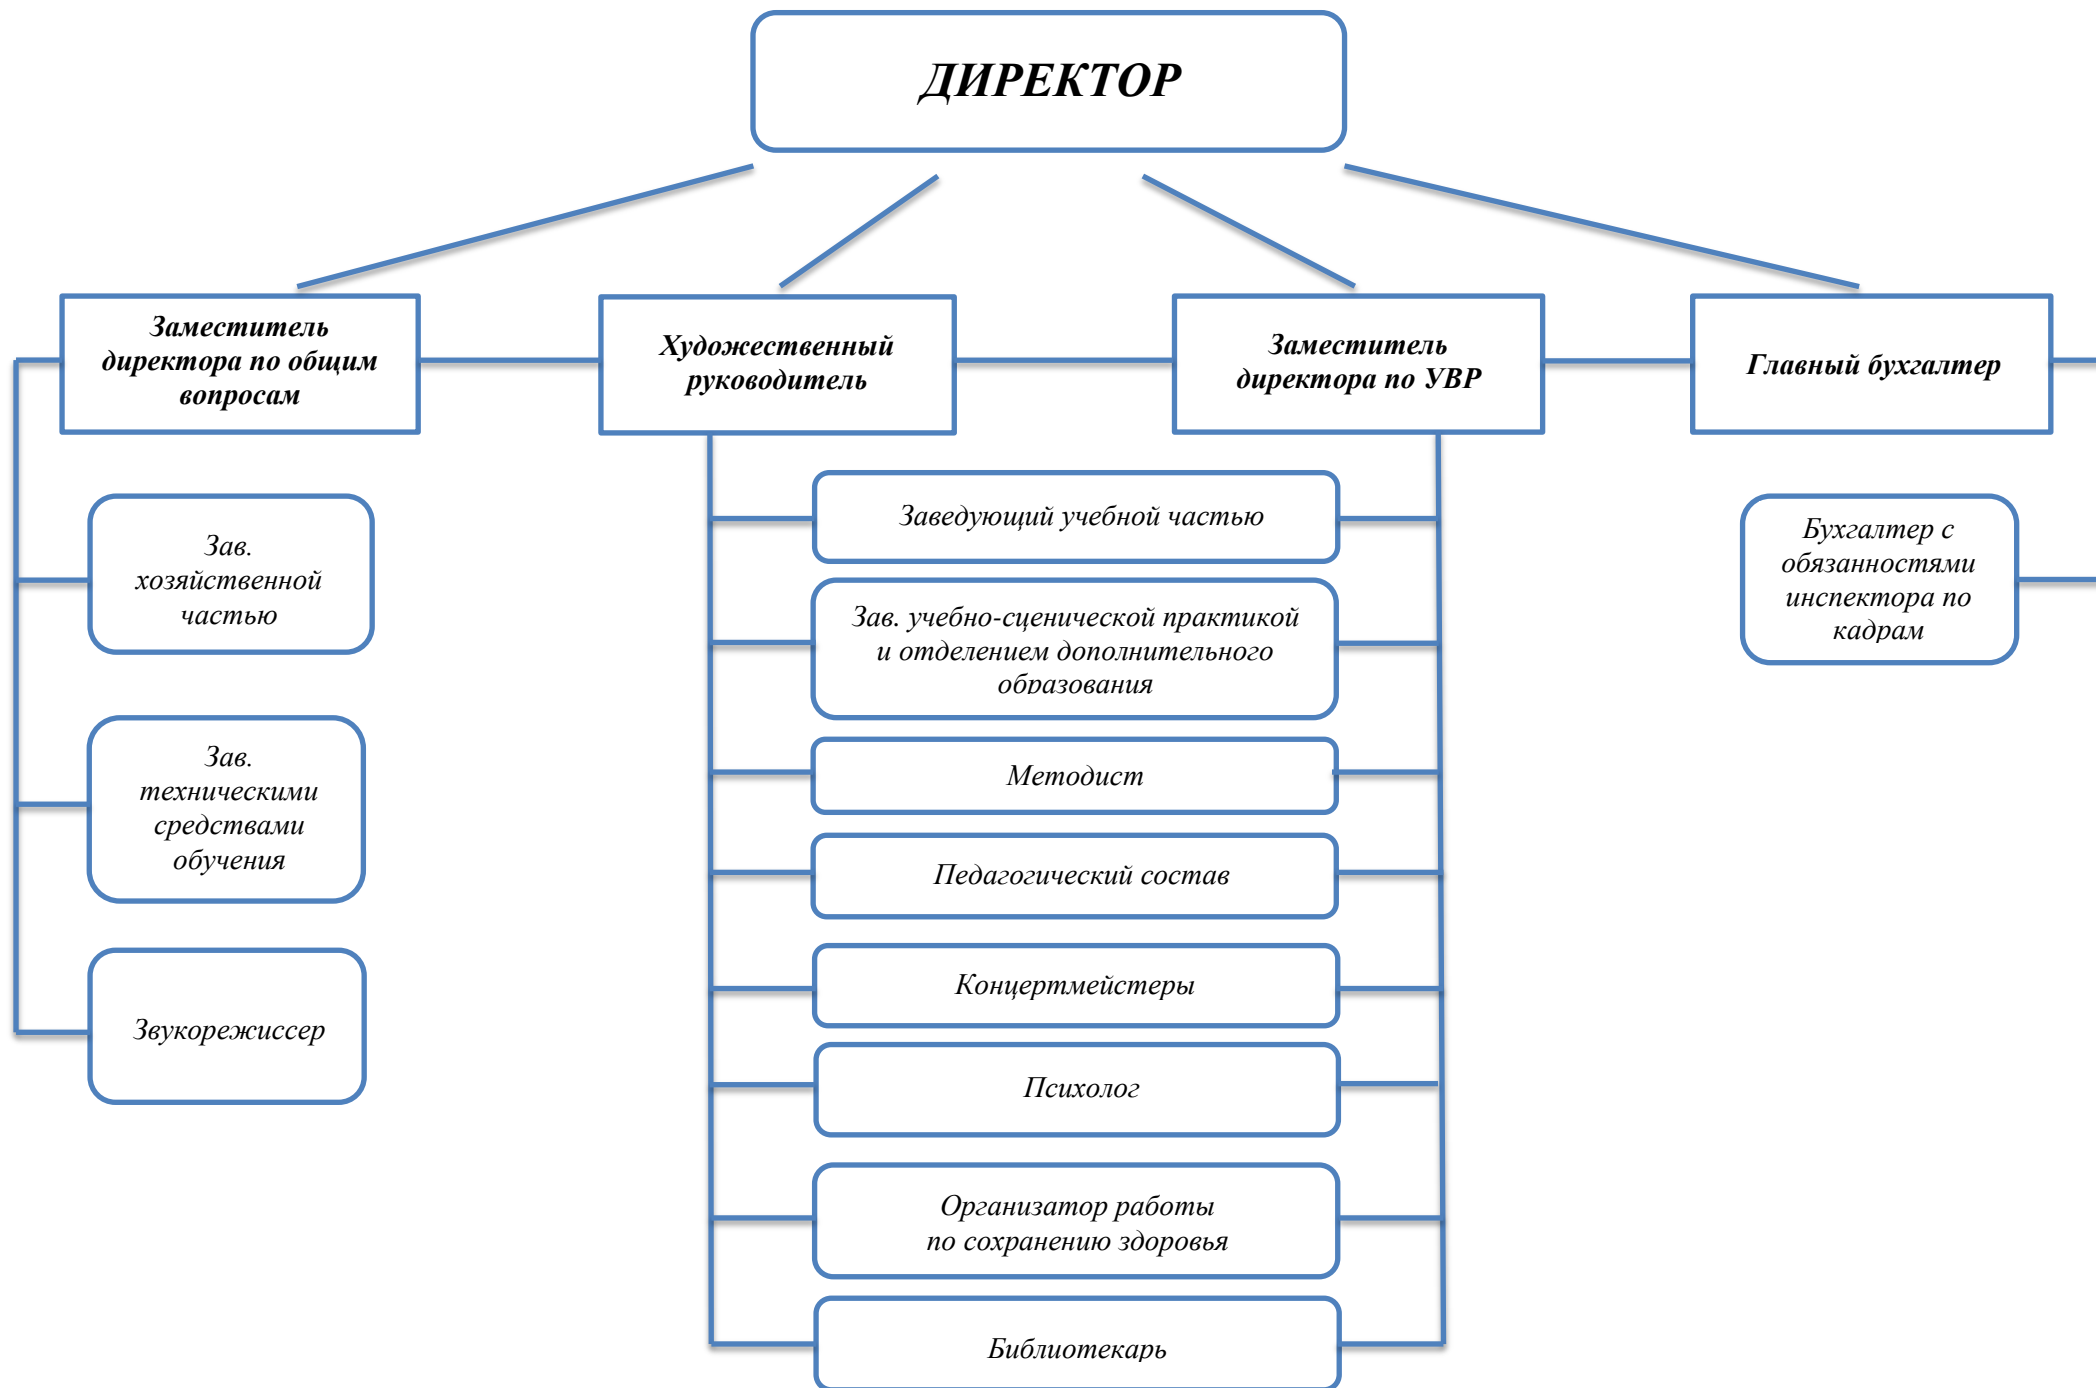 ДИРЕКТОР
Заместитель
директора по общим
вопросам
Художественный
руководитель
Заместитель
директора по УВР
Главный бухгалтер
Зав.
хозяйственной
частью
Зав.
техническими
средствами
обучения
Звукорежиссер
Заведующий учебной частью
Зав. учебно-сценической практикой
и отделением дополнительного
образования
Методист
Педагогический состав
Концертмейстеры
Психолог
Организатор работы
по сохранению здоровья
Библиотекарь
Бухгалтер с
обязанностями
инспектора по
кадрам